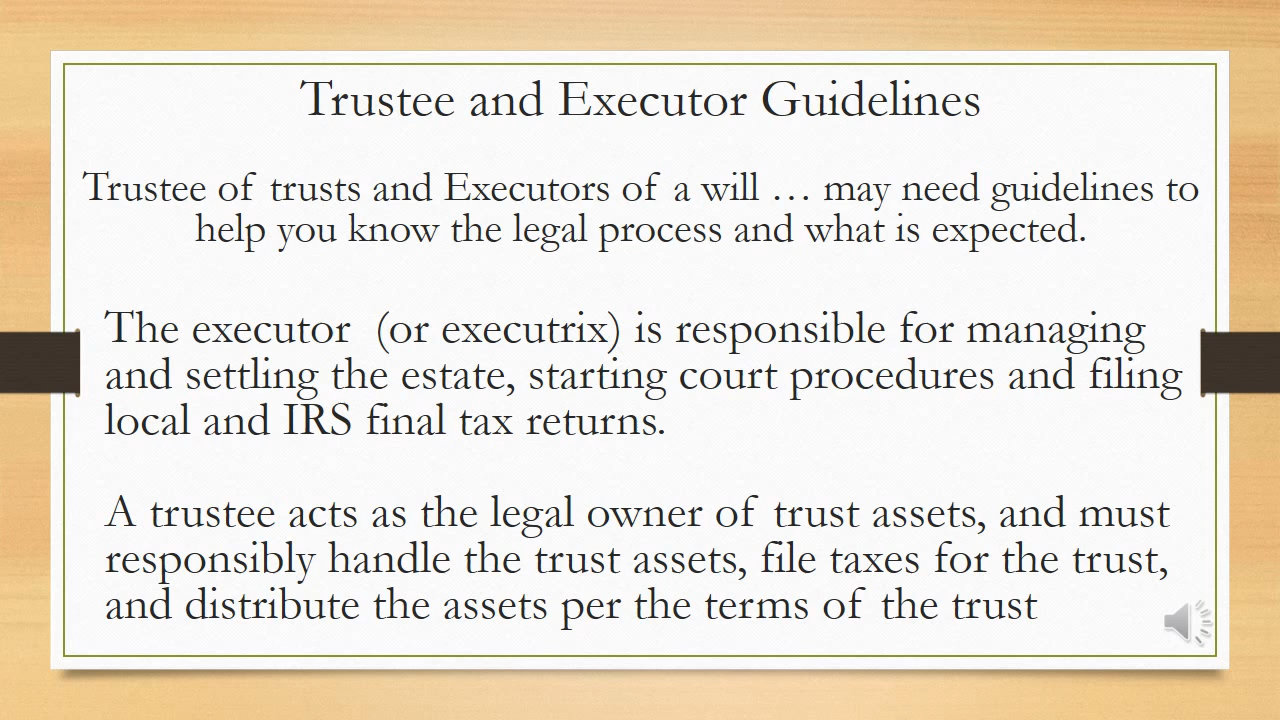 Trustee and Executor Guidelines
Trustee of trusts and Executors of a will … may need guidelines to
help you know the legal process and what is expected.
The executor  (or executrix) is responsible for managing
and settling the estate, starting court procedures and filing
local and IRS final tax returns.
A trustee acts as the legal owner of trust assets, and must
responsibly handle the trust assets, file taxes for the trust,
and distribute the assets per the terms of the trust